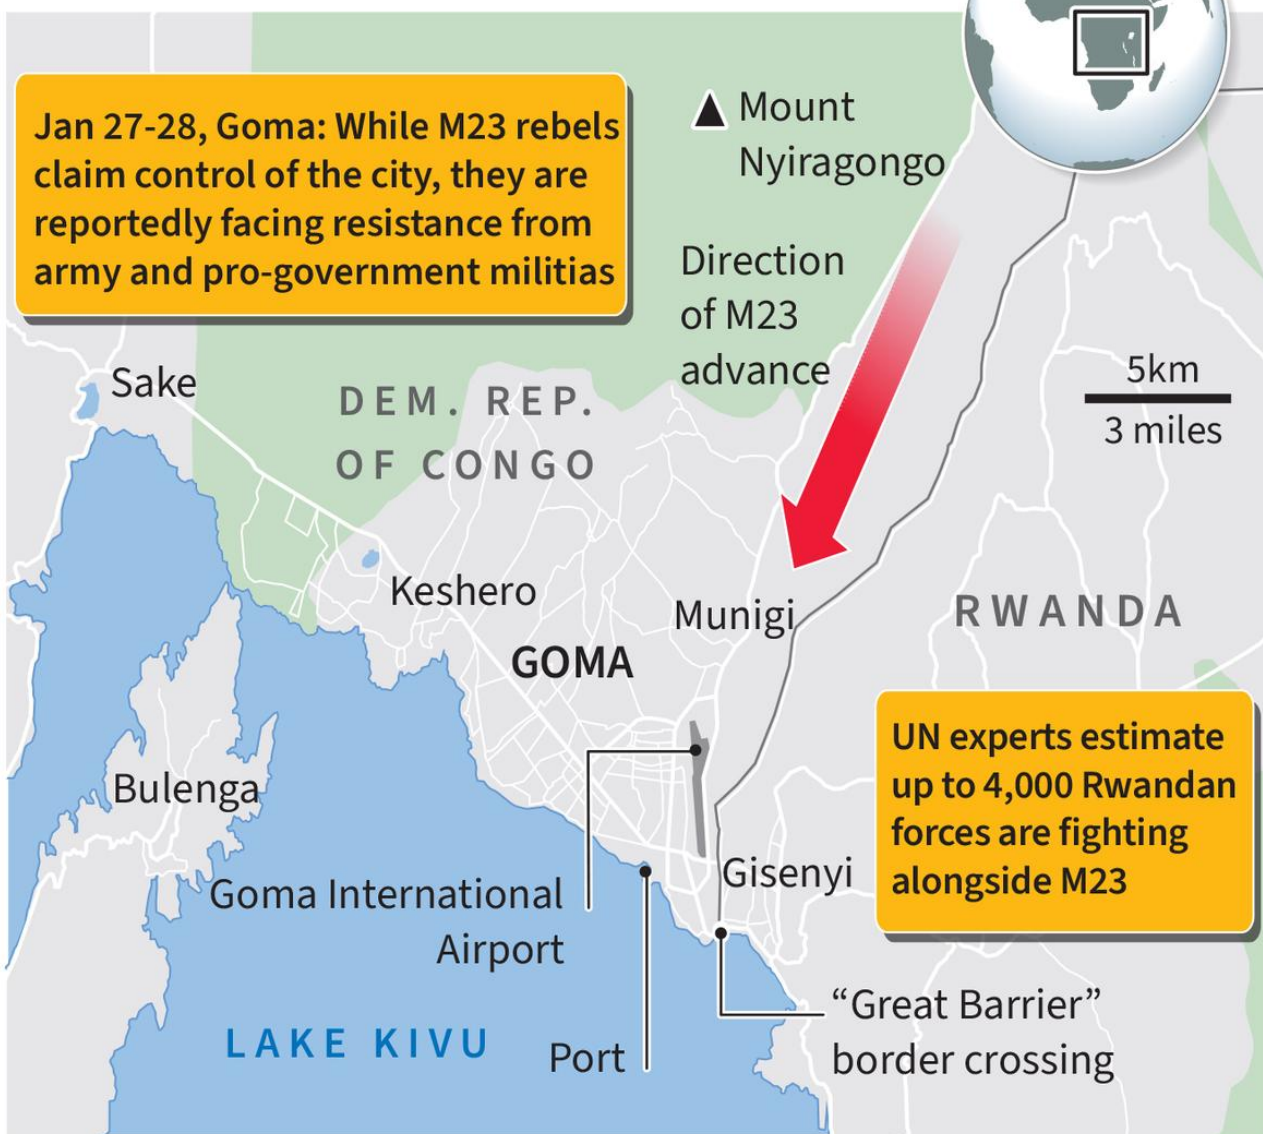 Jan 27-28, Goma: While M23 rebels
claim control of the city, they are
reportedly facing resistance from
army and pro-government militias
Mount
Nyiragongo
Direction
of M23
advance
5km
3 miles
Sake
DEM. REP.
OF CONGO
Keshero
Munigi
RWANDA
GOMA
UN experts estimate
up to 4,000 Rwandan
forces are fighting
alongside M23
Bulenga
Gisenyi
Goma International
Airport
“Great Barrier”
border crossing
LAKE KIVU
Port